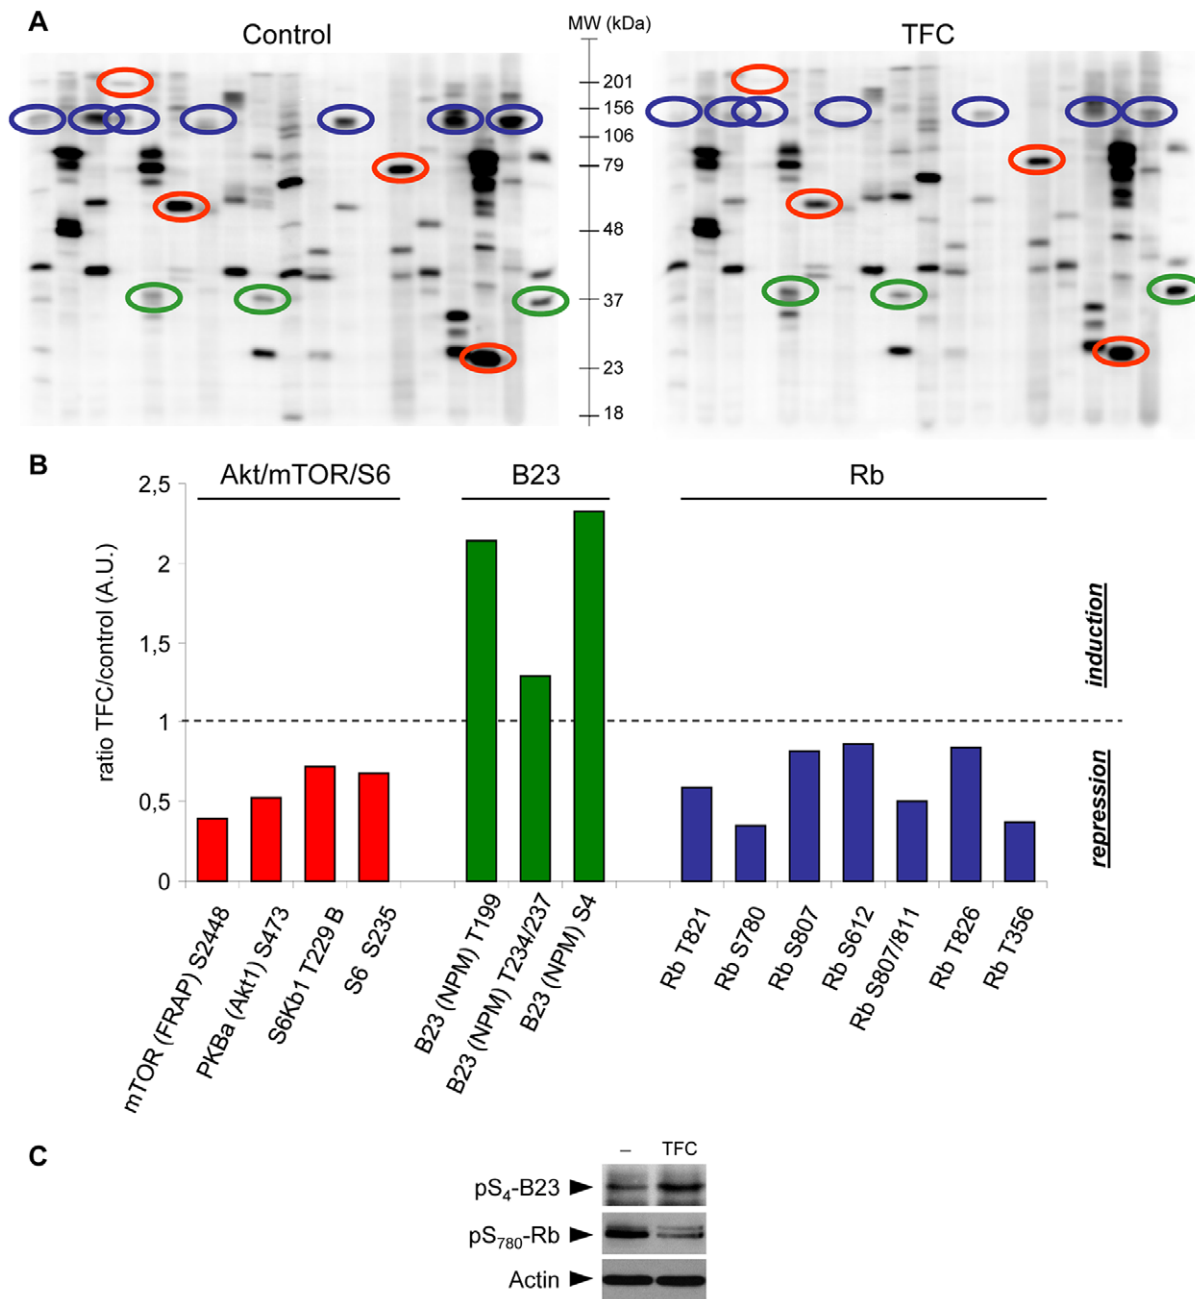 A
Control
MW (kDa)
TFC
201
156
106
79
48
37
23
18
B
Akt/mTOR/S6
B23
Rb
2,5
2
1,5
1
0,5
0
ratio TFC/control (A.U.)
induction
repression
mTOR (FRAP) S2448
PKBa (Akt1) S473
S6Kb1 T229 B
S6 S235
B23 (NPM) T199
B23 (NPM) T234/237
B23 (NPM) S4
Rb T821
Rb S780
Rb S807
Rb S612
Rb S807/811
Rb T826
Rb T356
C
– TFC
pS4-B23
pS780-Rb
Actin